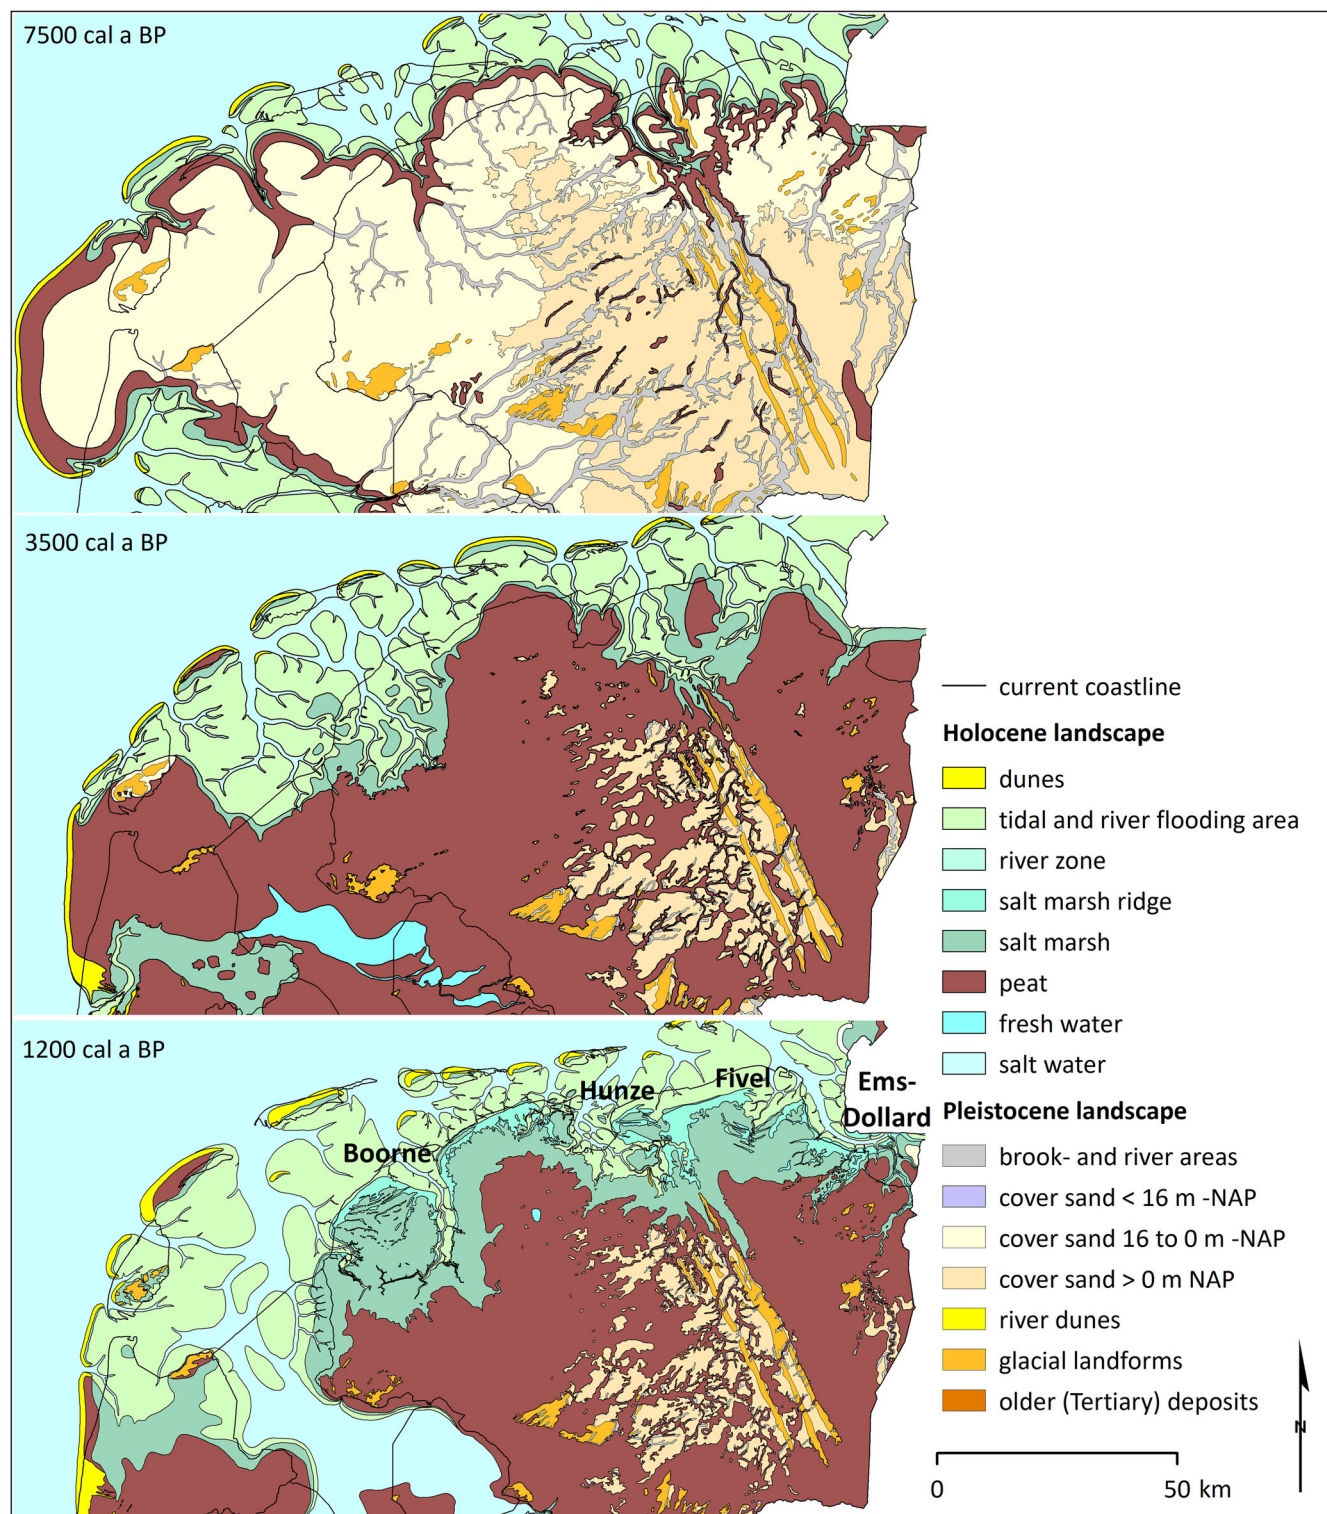 7500 cal a BP
3500 cal a BP
current coastline
Holocene landscape
dunes
tidal and river flooding area
river zone
salt marsh ridge
salt marsh
peat
fresh water
salt water
1200 cal a BP
Boorne
Hunze
Fivel
Ems-
Dollard
Pleistocene landscape
brook- and river areas
cover sand < 16 m -NAP
cover sand 16 to 0 m -NAP
cover sand > 0 m NAP
river dunes
glacial landforms
older (Tertiary) deposits
N
0 50 km